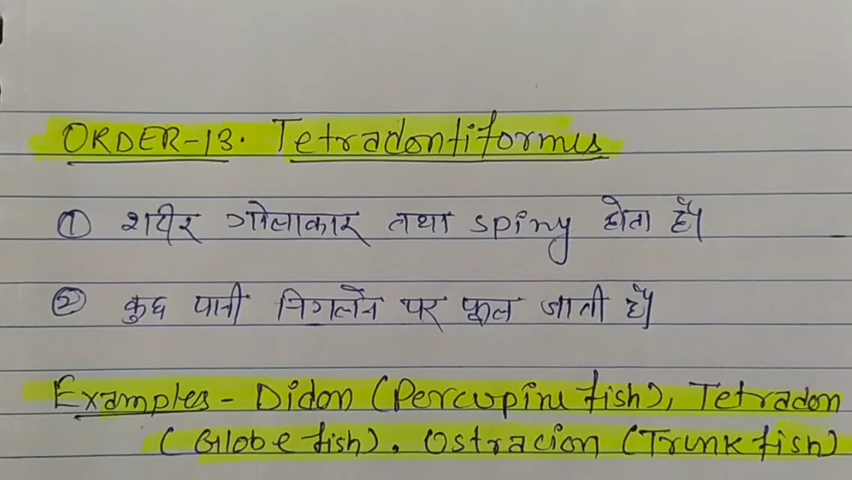 ORDER-13. Tetradontiformes
① शरीर गोलाकार तथा spiny होता है।
② कुछ पानी निगलने पर फूल जाती है।
Examples - Didon (Percupine fish), Tetradon
(Globe fish), Ostracion (Trunk fish)